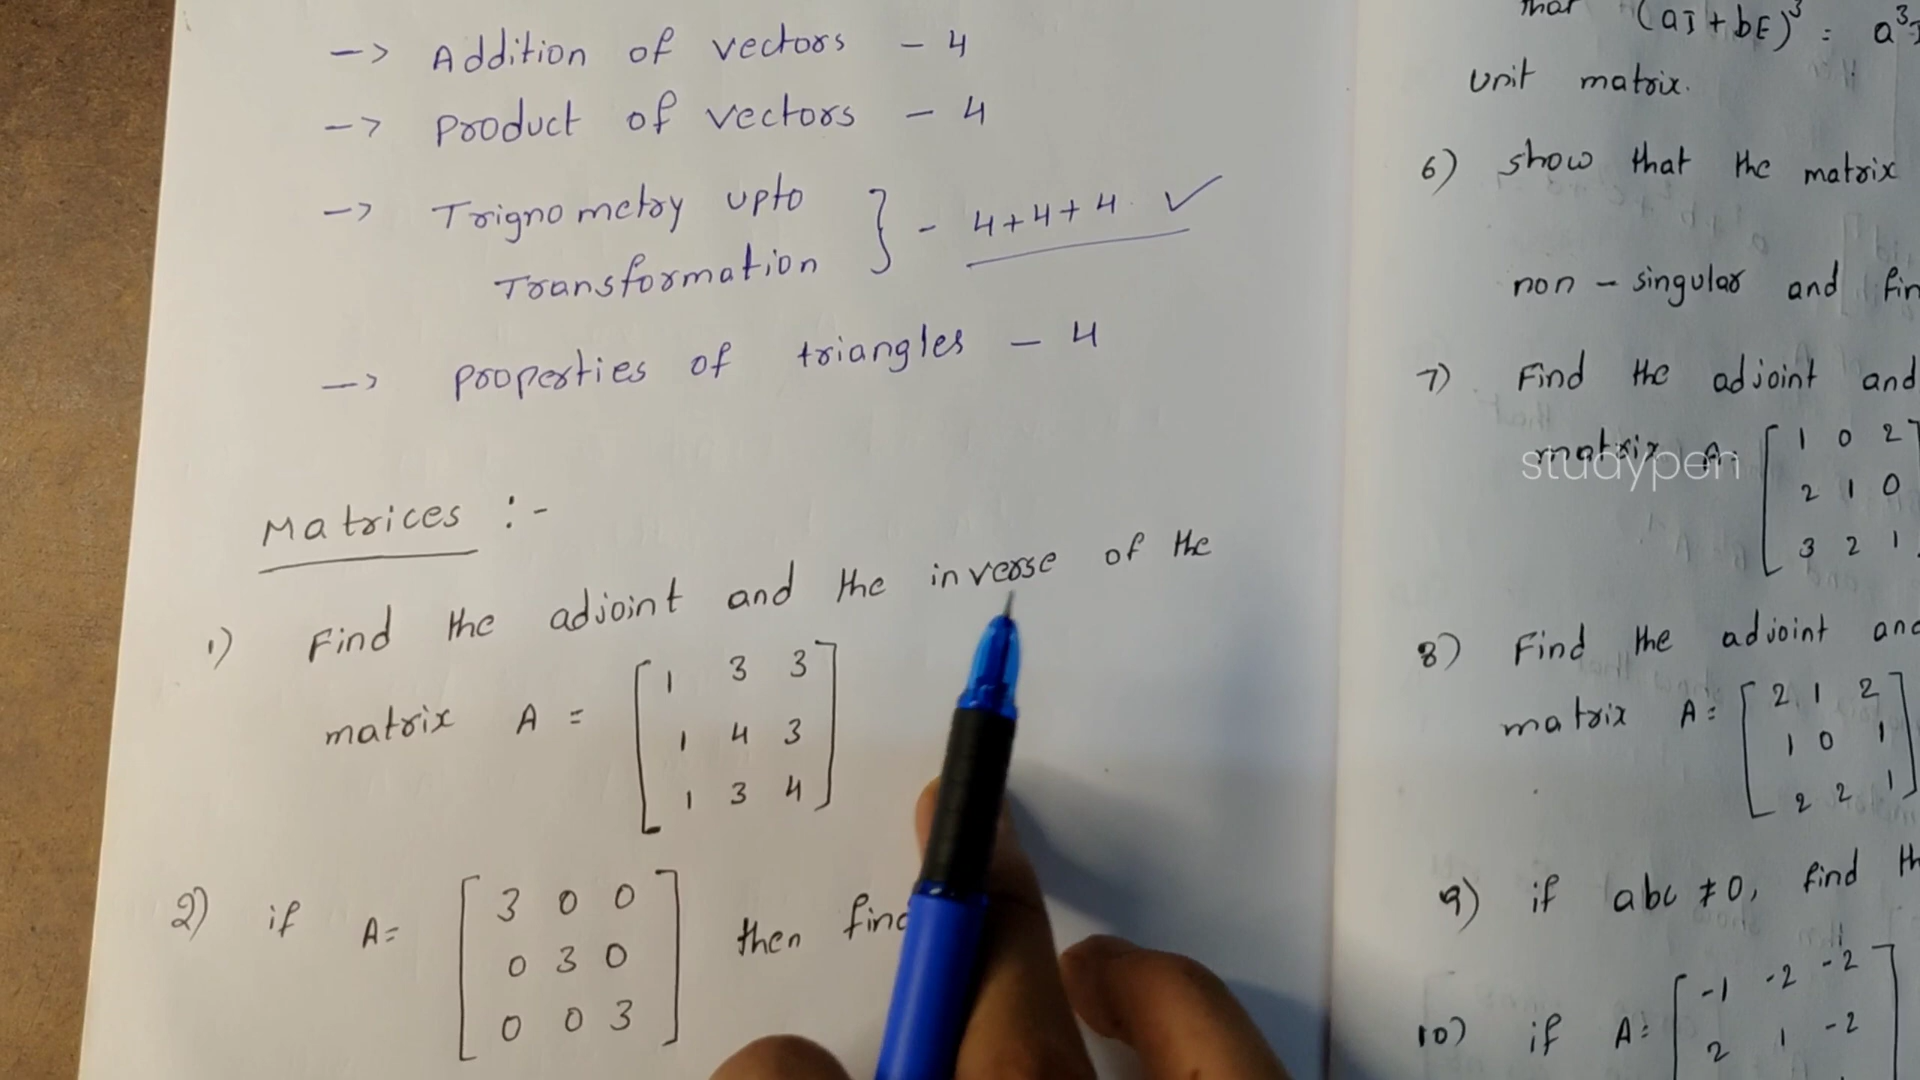 -> Addition of vectors - 4
-> product of vectors - 4
-> Trignometry upto
Transformation } - 4+4+4 ✓
-> properties of triangles - 4
Matrices :-
1) Find the adjoint and the inverse of the
matrix A = [ 1 3 3
1 4 3
1 3 4 ]
2) if A= [ 3 0 0
0 3 0
0 0 3 ] then find
that (aI + bE)³ = a³I
unit matrix.
6) show that the matrix
non - singular and fin
7) Find the adjoint and
matrix A= [ 1 0 2
2 1 0
3 2 1 ]
studypen
8) Find the adjoint and
matrix A= [ 2 1 2
1 0 1
2 2 1 ]
9) if abc ≠ 0, find th
10) if A= [ -1 -2 -2
2 1 -2